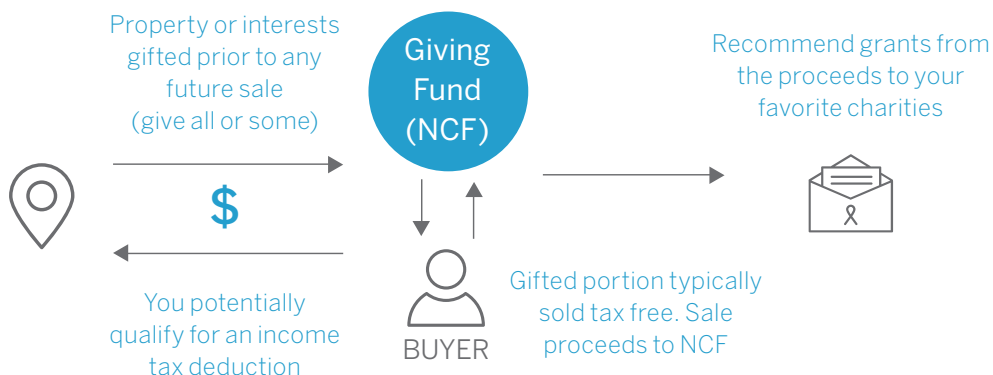 Property or interests
gifted prior to any
future sale
(give all or some)
Giving
Fund
(NCF)
Recommend grants from
the proceeds to your
favorite charities
$
You potentially
qualify for an income
tax deduction
BUYER
Gifted portion typically
sold tax free. Sale
proceeds to NCF